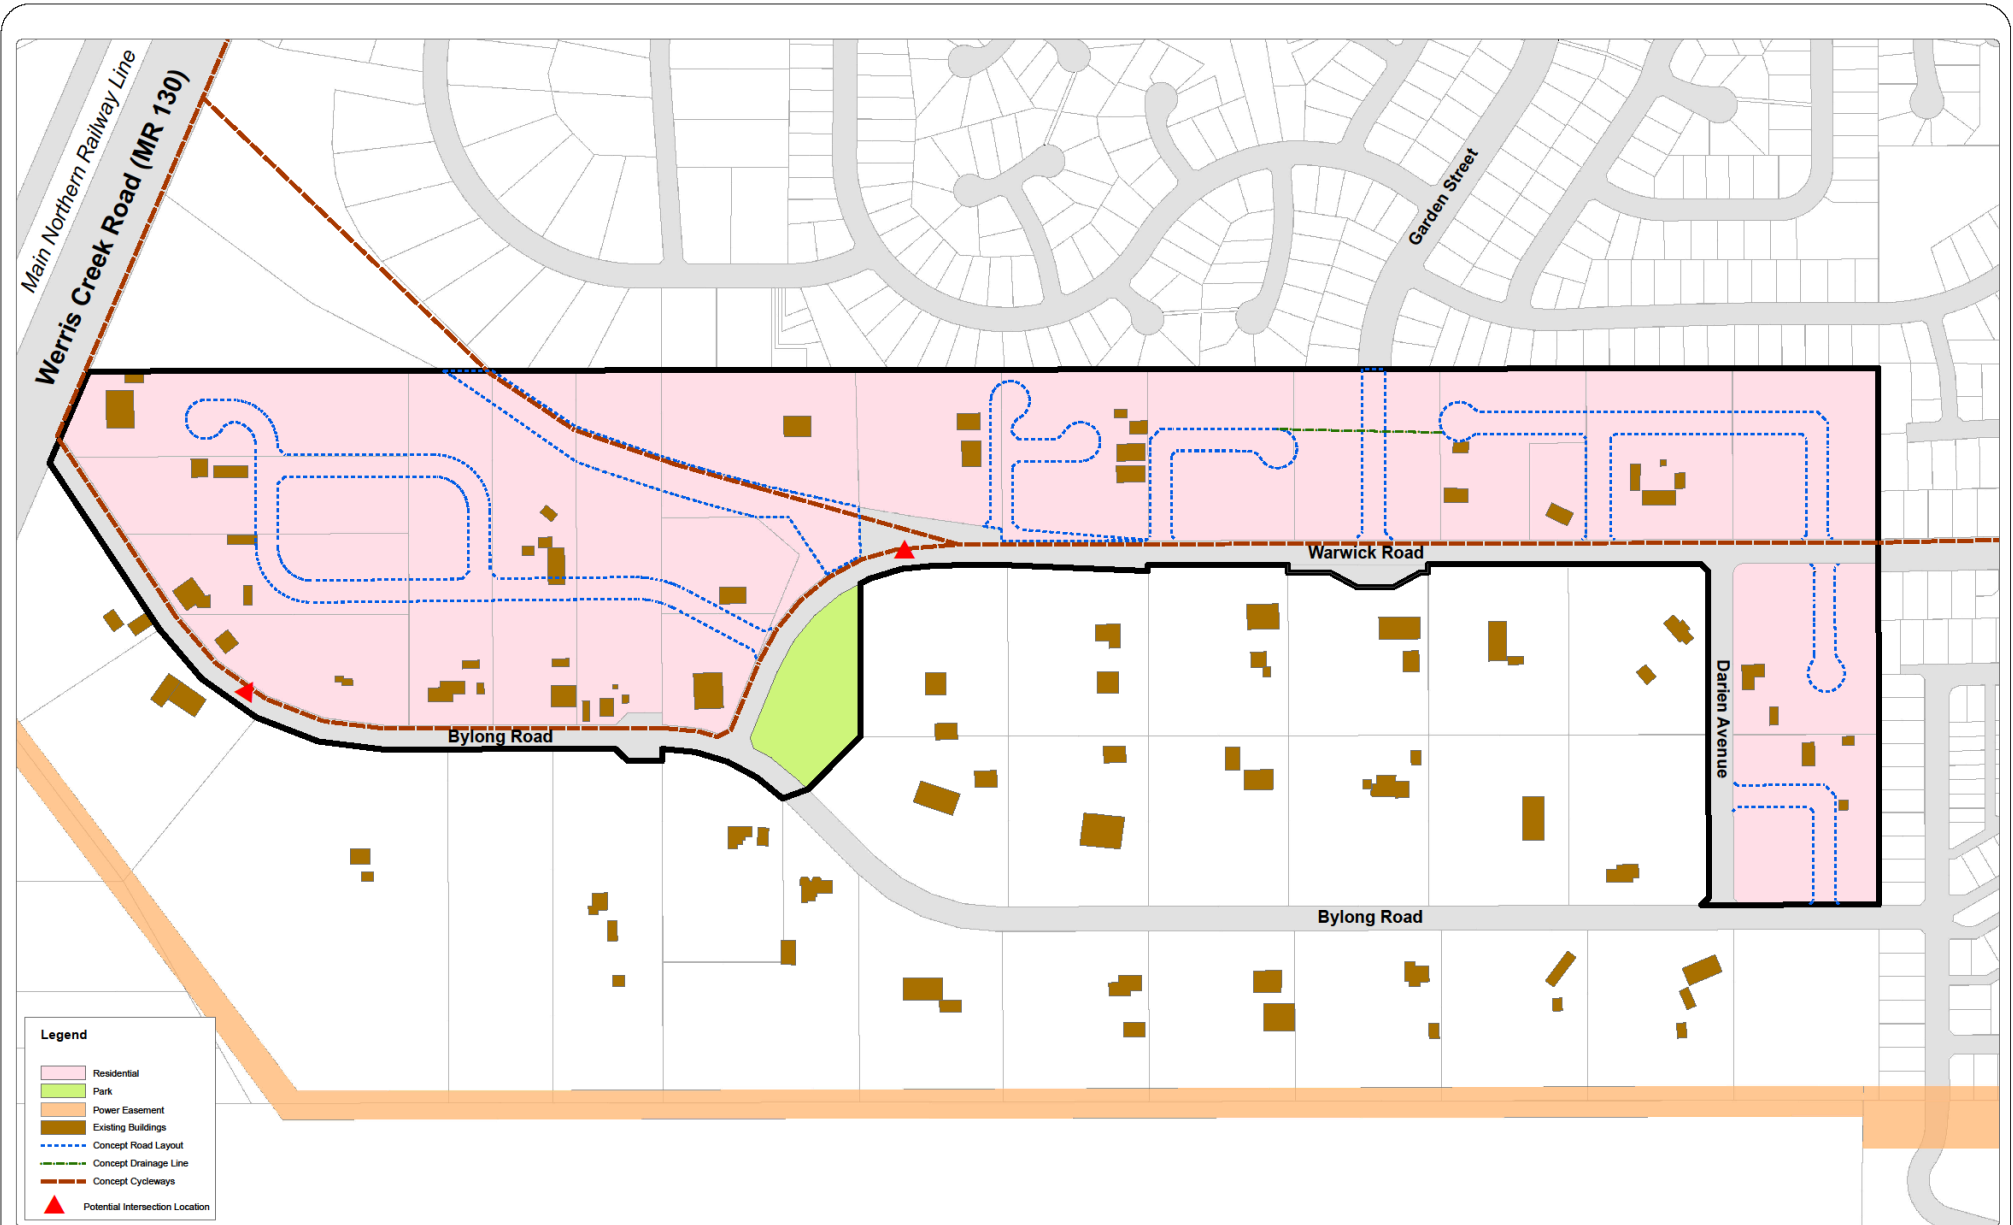 Main Northern Railway Line
Werris Creek Road (MR 130)
Garden Street
Warwick Road
Darien Avenue
Bylong Road
Bylong Road
Legend
Residential
Park
Power Easement
Existing Buildings
Concept Road Layout
Concept Drainage Line
Concept Cycleways
Potential Intersection Location